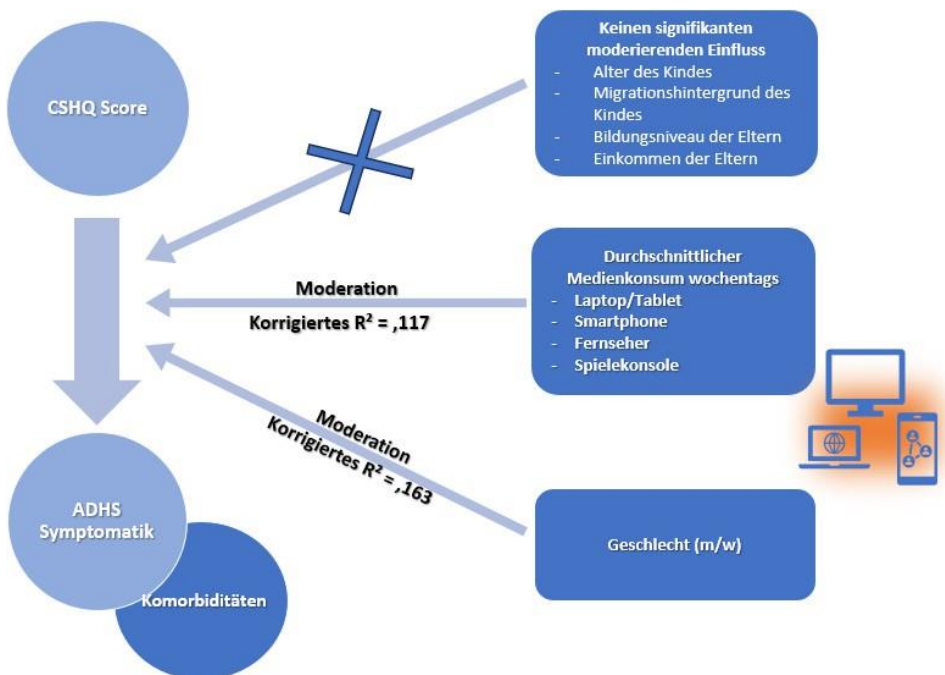 CSHQ Score
Keinen signifikanten
moderierenden Einfluss
- Alter des Kindes
- Migrationshintergrund des
Kindes
- Bildungsniveau der Eltern
- Einkommen der Eltern
Durchschnittlicher
Medienkonsum wochentags
- Laptop/Tablet
- Smartphone
- Fernseher
- Spielekonsole
Moderation
Korrigiertes R² = ,117
Moderation
Korrigiertes R² = ,163
Geschlecht (m/w)
ADHS
Symptomatik
Komorbiditäten